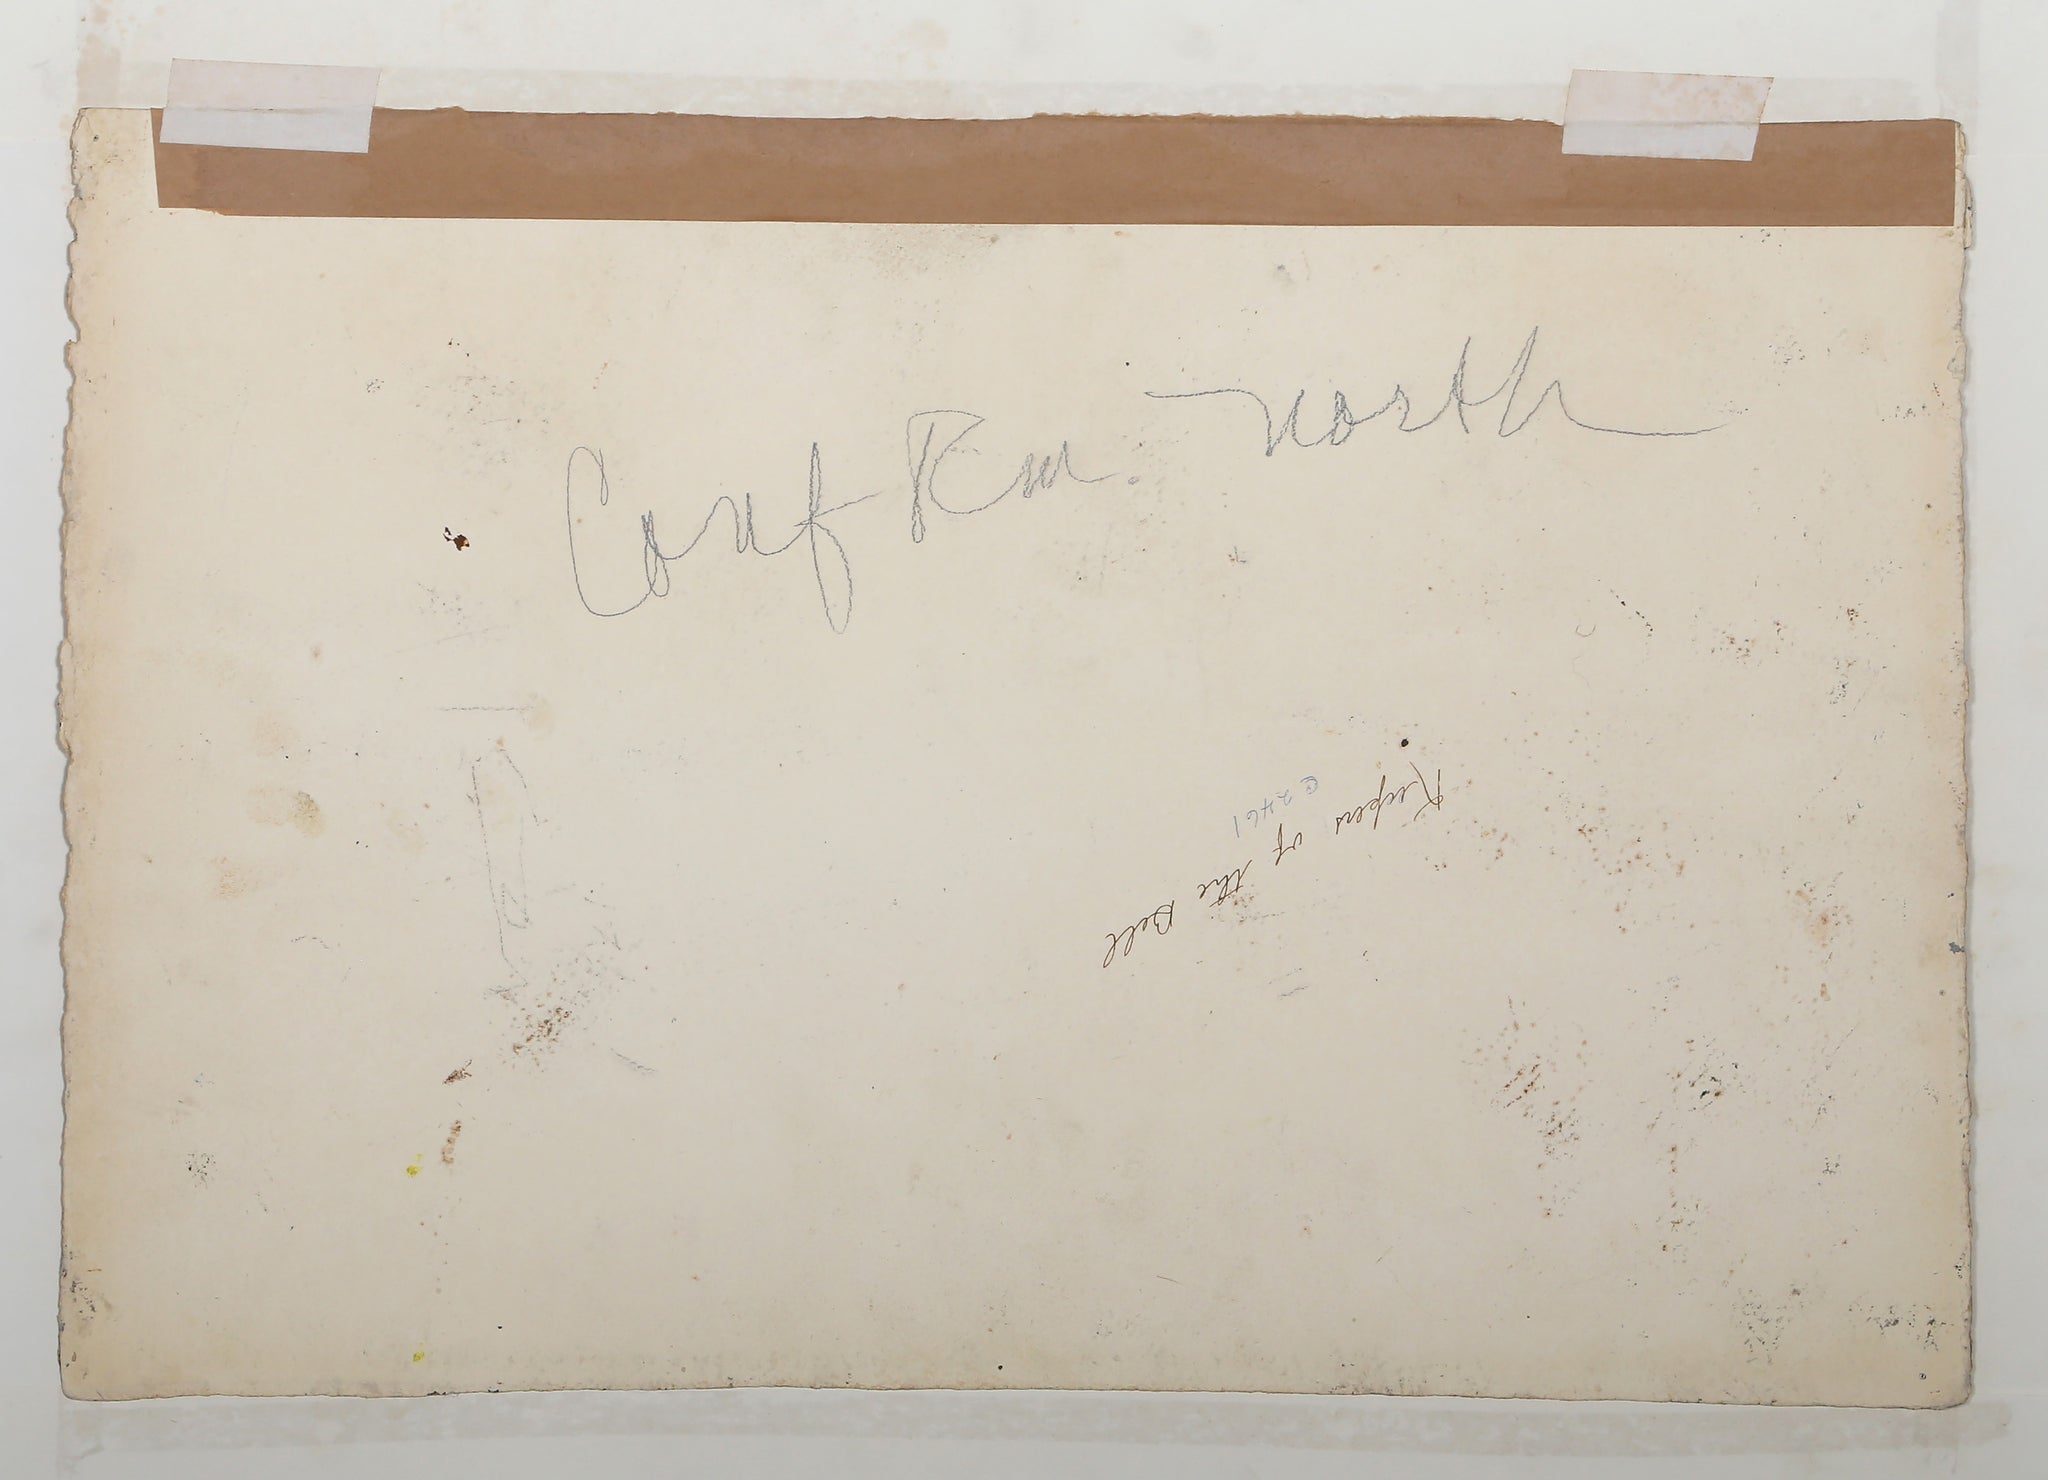 Conf Rm. north
Keepers of the Bell
C2461